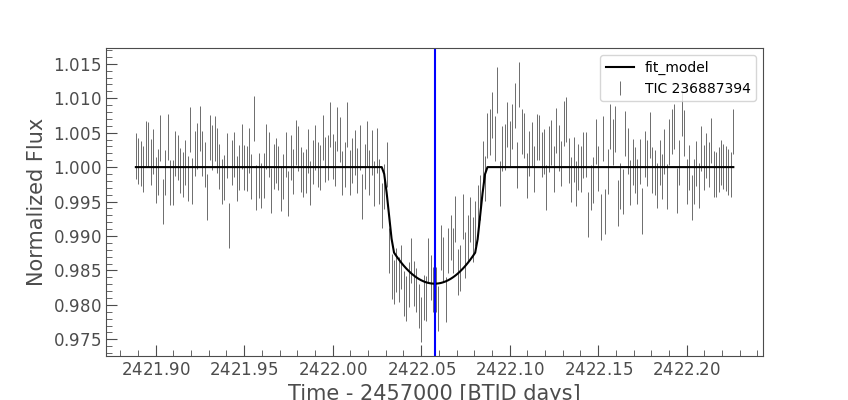 1.015
1.010
1.005
1.000
0.995
0.990
0.985
0.980
0.975
Normalized Flux
fit_model
TIC 236887394
2421.90 2421.95 2422.00 2422.05 2422.10 2422.15 2422.20
Time - 2457000 [BTJD days]